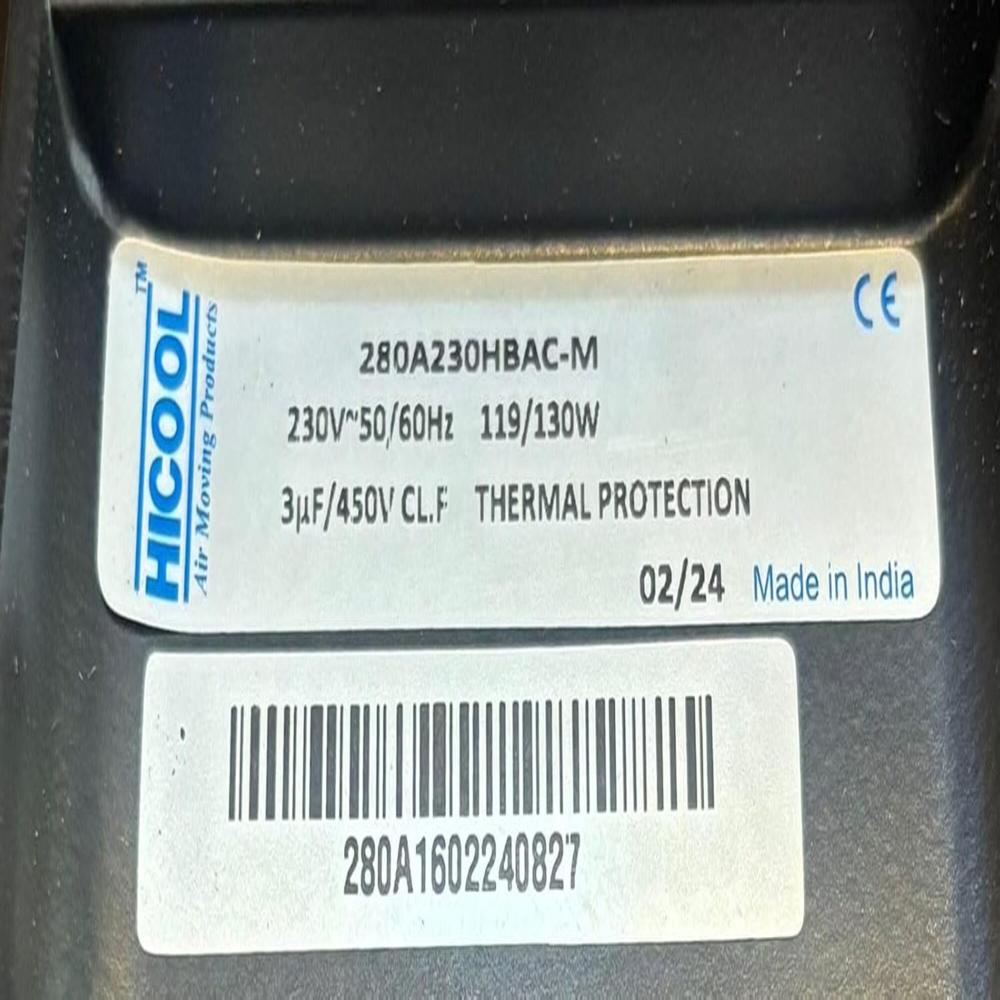 HICOOL™
Air Moving Products
CE
280A230HBAC-M
230V~50/60Hz 119/130W
3µF/450V CL.F THERMAL PROTECTION
02/24 Made in India
280A1602240827